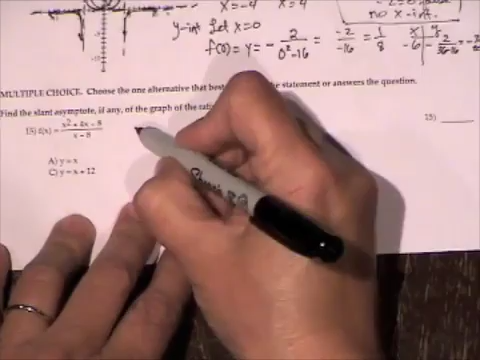 x = -4 x = 4
no x-int.
y-int Let x=0
f(0) = y = - 2/(0²-16) = -2/-16 = 1/8
x y
-6
MULTIPLE CHOICE. Choose the one alternative that best the statement or answers the question.
Find the slant asymptote, if any, of the graph of the
15) f(x) = (x² + 4x - 8)/(x - 8)
15)
A) y = x
C) y = x + 12
Sharpie